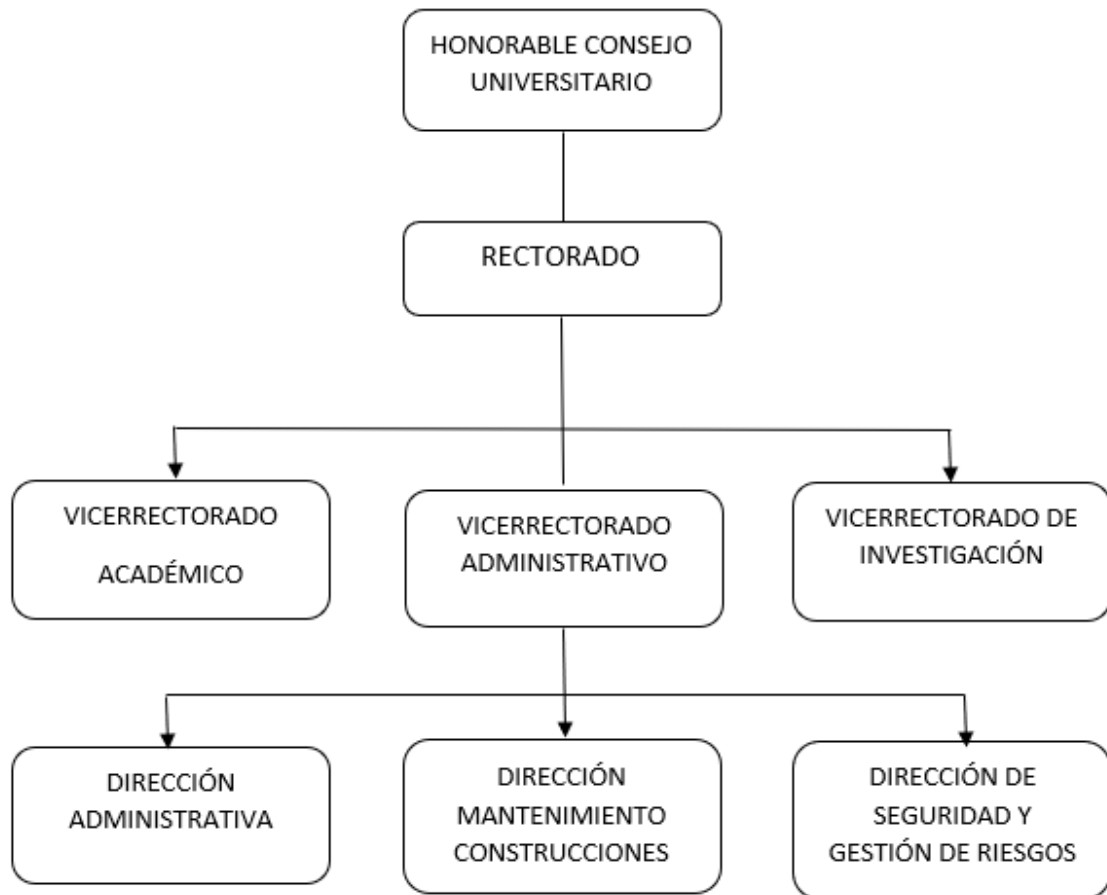 HONORABLE CONSEJO
UNIVERSITARIO
RECTORADO
VICERRECTORADO
ACADÉMICO
VICERRECTORADO
ADMINISTRATIVO
VICERRECTORADO DE
INVESTIGACIÓN
DIRECCIÓN
ADMINISTRATIVA
DIRECCIÓN
MANTENIMIENTO
CONSTRUCCIONES
DIRECCIÓN DE
SEGURIDAD Y
GESTIÓN DE RIESGOS